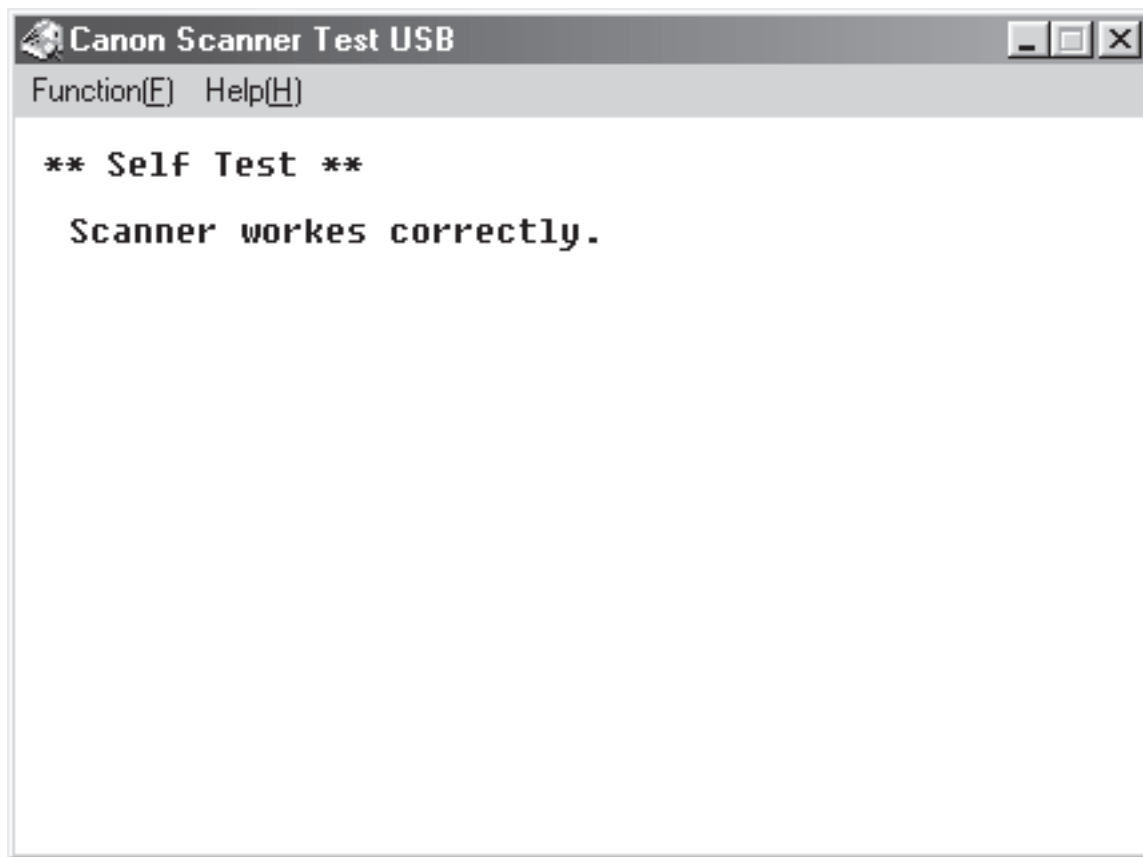 Canon Scanner Test USB
Function(F) Help(H)
** Self Test **
Scanner workes correctly.